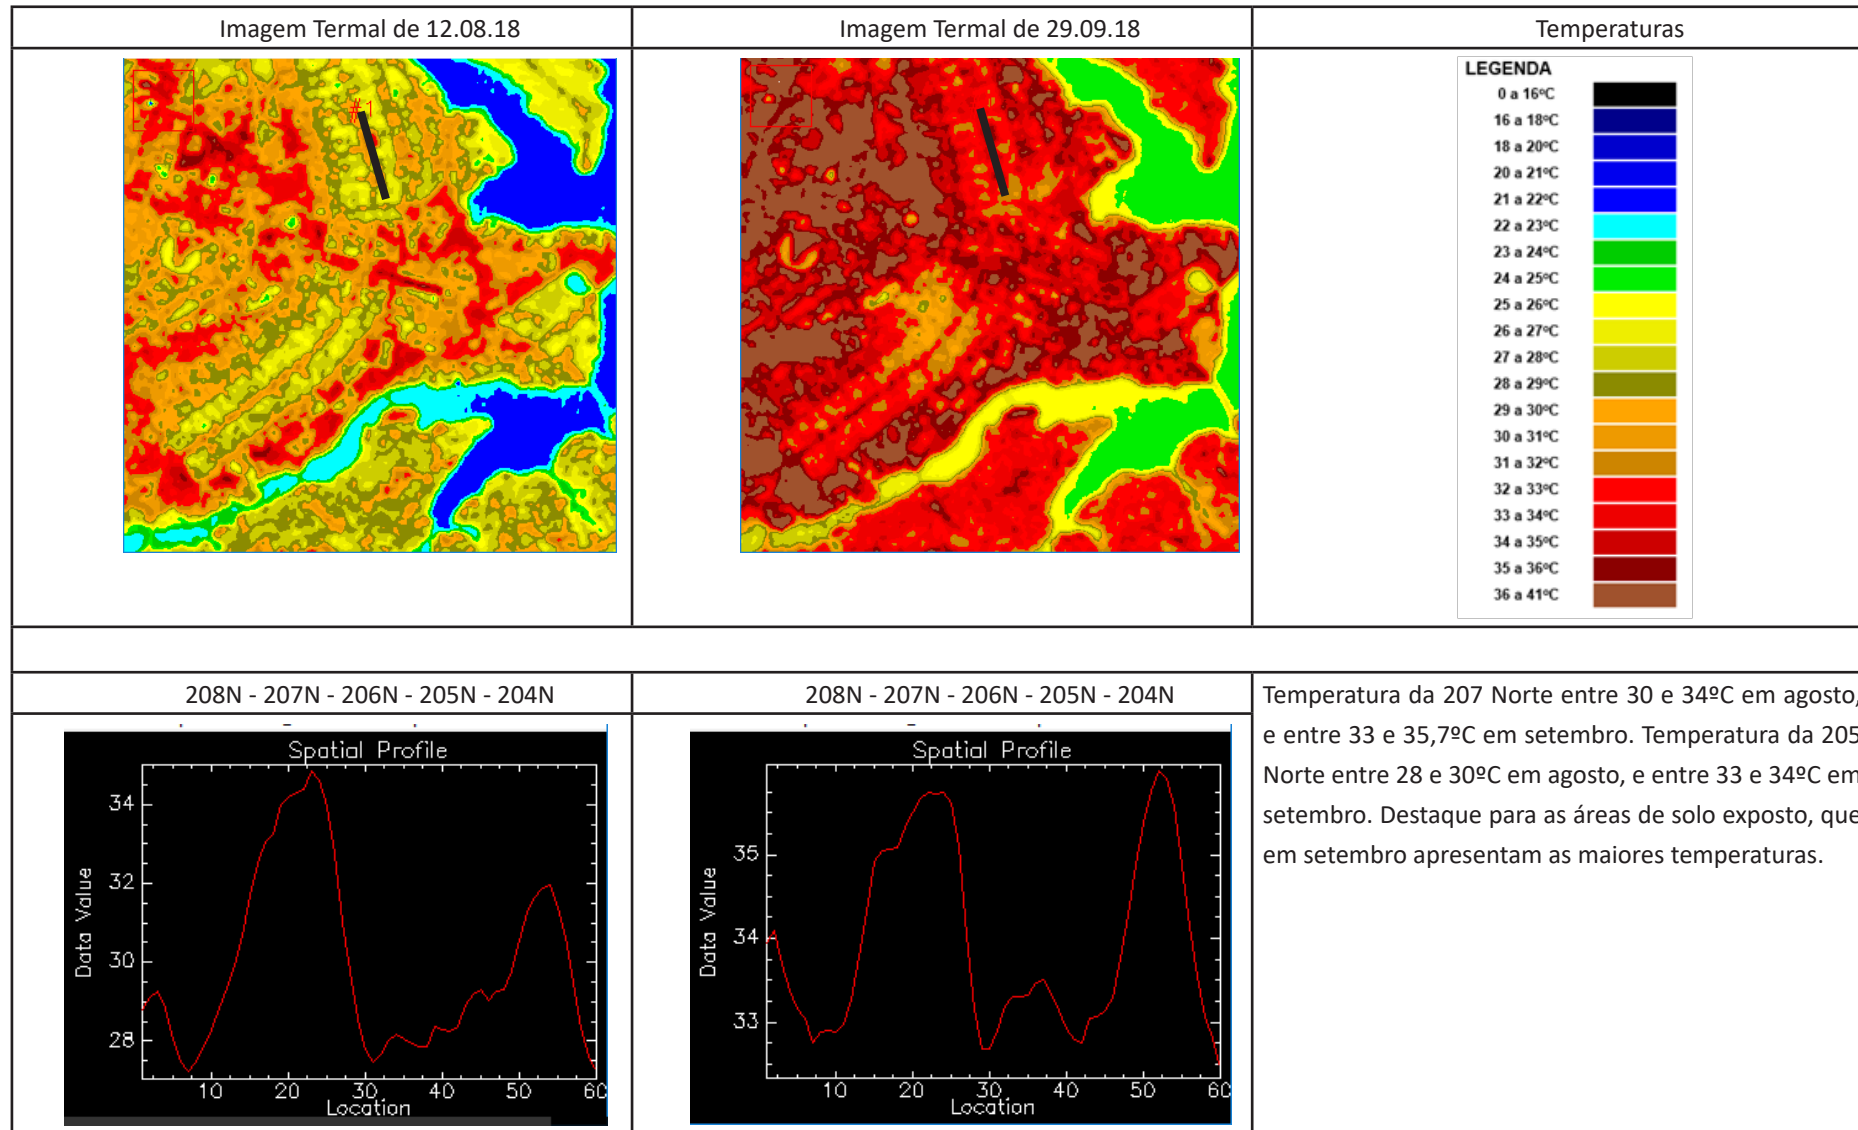 Imagem Termal de 12.08.18
Imagem Termal de 29.09.18
Temperaturas
#1
LEGENDA
0 a 16ºC
16 a 18ºC
18 a 20ºC
20 a 21ºC
21 a 22ºC
22 a 23ºC
23 a 24ºC
24 a 25ºC
25 a 26ºC
26 a 27ºC
27 a 28ºC
28 a 29ºC
29 a 30ºC
30 a 31ºC
31 a 32ºC
32 a 33ºC
33 a 34ºC
34 a 35ºC
35 a 36ºC
36 a 41ºC
208N - 207N - 206N - 205N - 204N
208N - 207N - 206N - 205N - 204N
Spatial Profile
Data Value
34
32
30
28
10 20 30 40 50 60
Location
Spatial Profile
Data Value
35
34
33
10 20 30 40 50 60
Location
Temperatura da 207 Norte entre 30 e 34ºC em agosto,
e entre 33 e 35,7ºC em setembro. Temperatura da 205
Norte entre 28 e 30ºC em agosto, e entre 33 e 34ºC em
setembro. Destaque para as áreas de solo exposto, que
em setembro apresentam as maiores temperaturas.